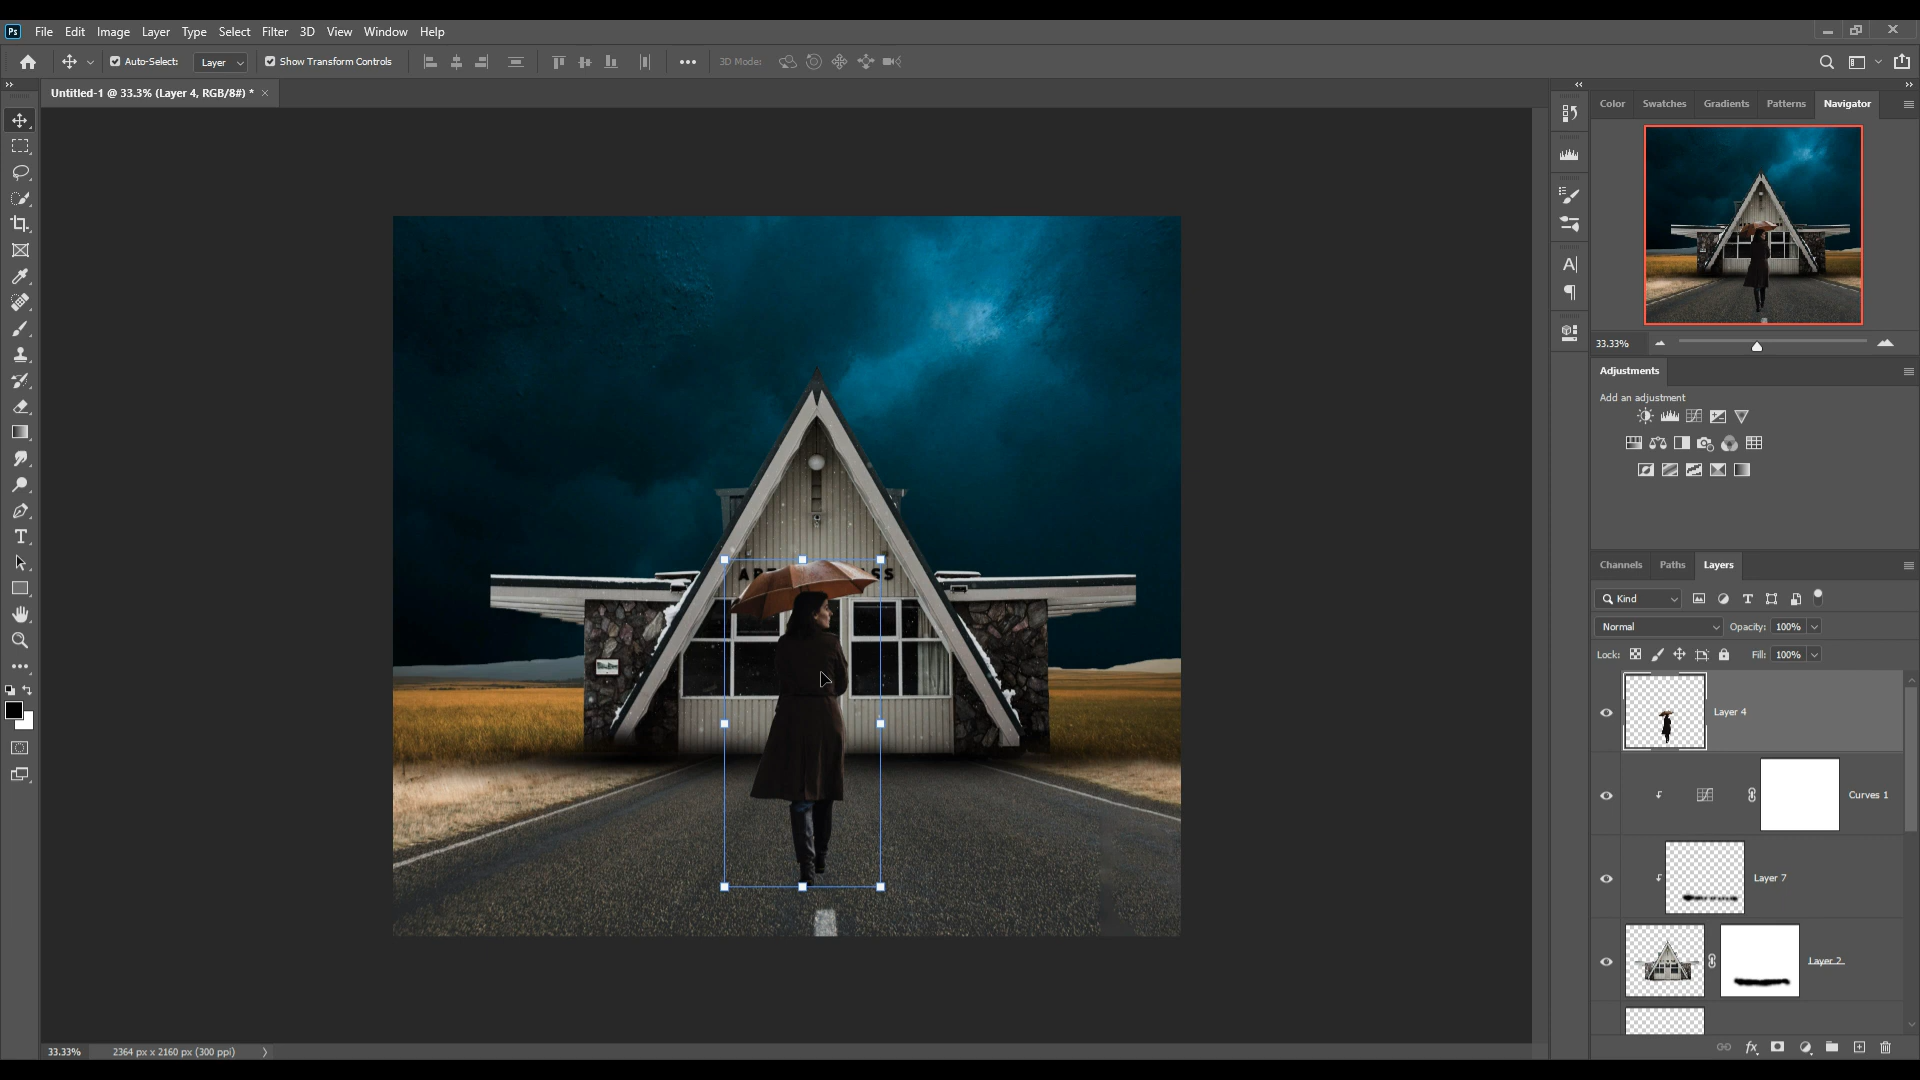 Ps File Edit Image Layer Type Select Filter 3D View Window Help
Auto-Select: Layer Show Transform Controls 3D Mode:
Untitled-1 @ 33.3% (Layer 4, RGB/8#) *
Color Swatches Gradients Patterns Navigator
33.33%
Adjustments
Add an adjustment
Channels Paths Layers
Kind
Normal Opacity: 100%
Lock: Fill: 100%
Layer 4
Curves 1
Layer 7
Layer 2
33.33% 2364 px x 2160 px (300 ppi)